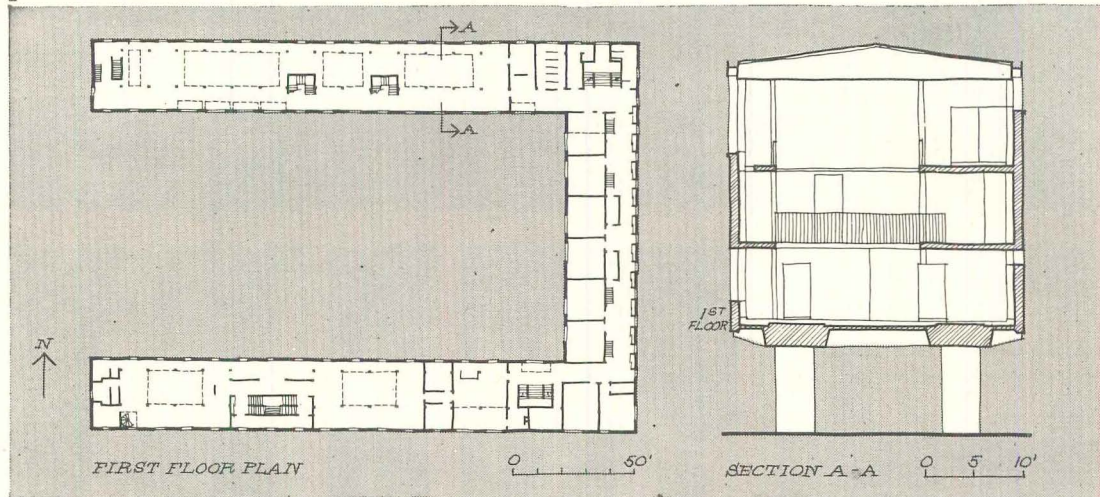 A
A
N
FIRST FLOOR PLAN
0 50'
1ST
FLOOR
SECTION A-A
0 5 10'